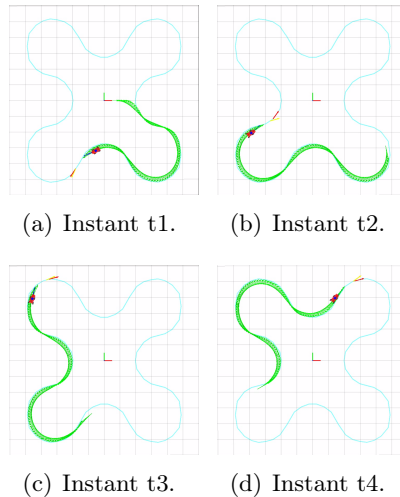 (a) Instant t1.
(b) Instant t2.
(c) Instant t3.
(d) Instant t4.